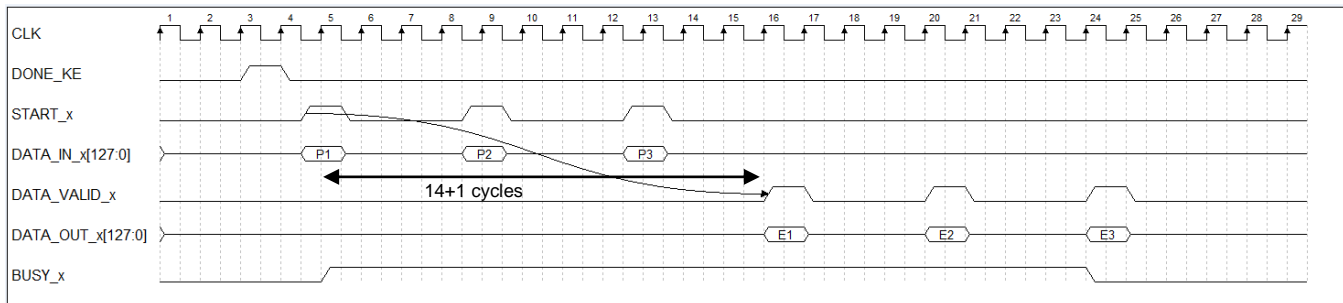 1 2 3 4 5 6 7 8 9 10 11 12 13 14 15 16 17 18 19 20 21 22 23 24 25 26 27 28 29
CLK
DONE_KE
START_x
DATA_IN_x[127:0] P1 P2 P3
14+1 cycles
DATA_VALID_x
DATA_OUT_x[127:0] E1 E2 E3
BUSY_x